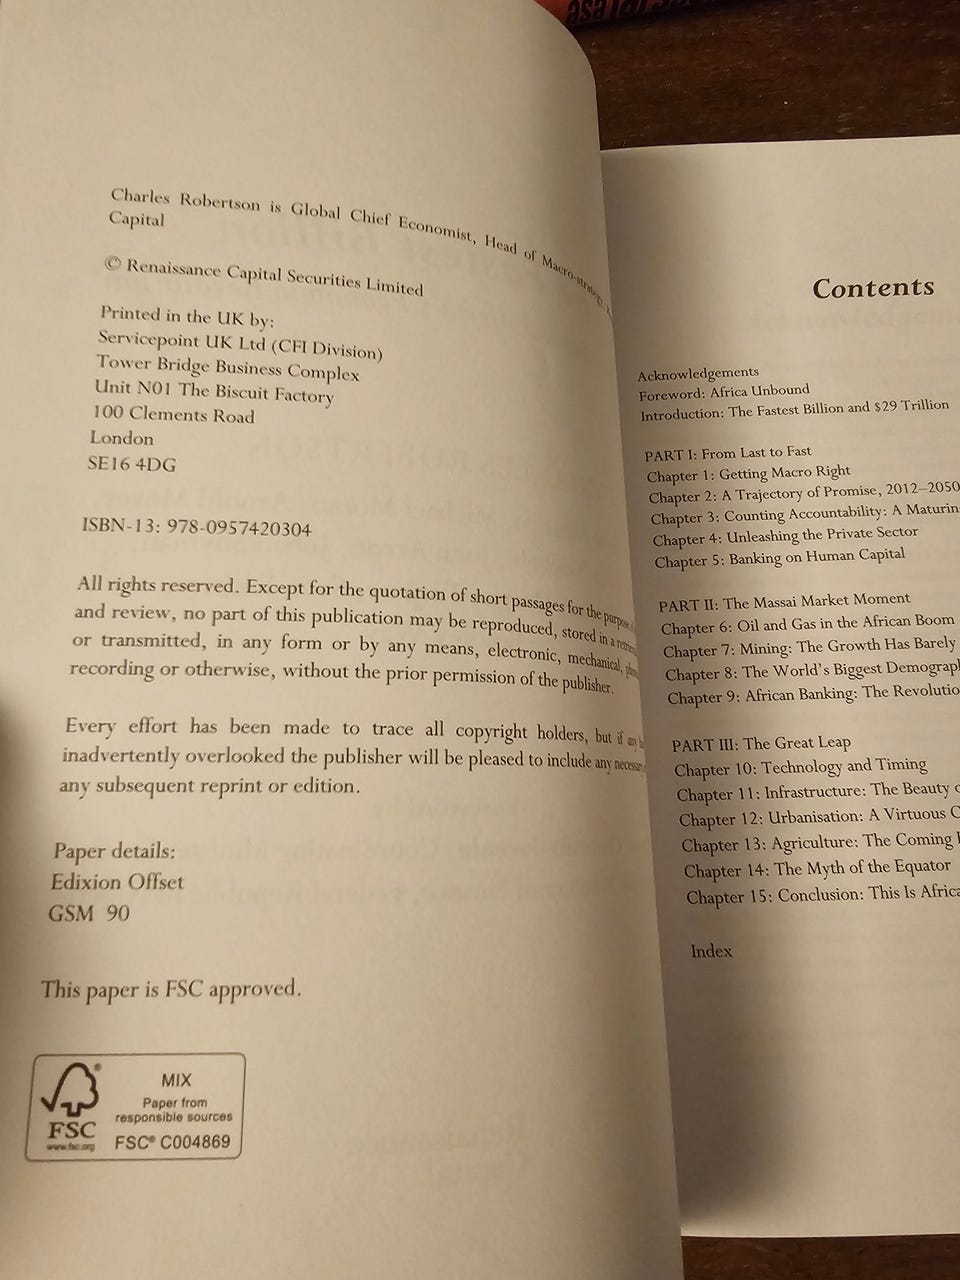 Charles Robertson is Global Chief Economist, Head of Macro-strategy,
Capital
© Renaissance Capital Securities Limited
Printed in the UK by:
Servicepoint UK Ltd (CFI Division)
Tower Bridge Business Complex
Unit N01 The Biscuit Factory
100 Clements Road
London
SE16 4DG
ISBN-13: 978-0957420304
All rights reserved. Except for the quotation of short passages for the
and review, no part of this publication may be reproduced, stored in a
or transmitted, in any form or by any means, electronic, mechanical,
recording or otherwise, without the prior permission of the publisher.
Every effort has been made to trace all copyright holders, but if any
inadvertently overlooked the publisher will be pleased to include any
any subsequent reprint or edition.
Paper details:
Edixion Offset
GSM 90
This paper is FSC approved.
FSC
www.fsc.org
MIX
Paper from
responsible sources
FSC® C004869
Contents
Acknowledgements
Foreword: Africa Unbound
Introduction: The Fastest Billion and $29 Trillion
PART I: From Last to Fast
Chapter 1: Getting Macro Right
Chapter 2: A Trajectory of Promise, 2012–2050
Chapter 3: Counting Accountability: A Maturin
Chapter 4: Unleashing the Private Sector
Chapter 5: Banking on Human Capital
PART II: The Massai Market Moment
Chapter 6: Oil and Gas in the African Boom
Chapter 7: Mining: The Growth Has Barely
Chapter 8: The World's Biggest Demograp
Chapter 9: African Banking: The Revolutio
PART III: The Great Leap
Chapter 10: Technology and Timing
Chapter 11: Infrastructure: The Beauty
Chapter 12: Urbanisation: A Virtuous
Chapter 13: Agriculture: The Coming
Chapter 14: The Myth of the Equator
Chapter 15: Conclusion: This Is Africa
Index